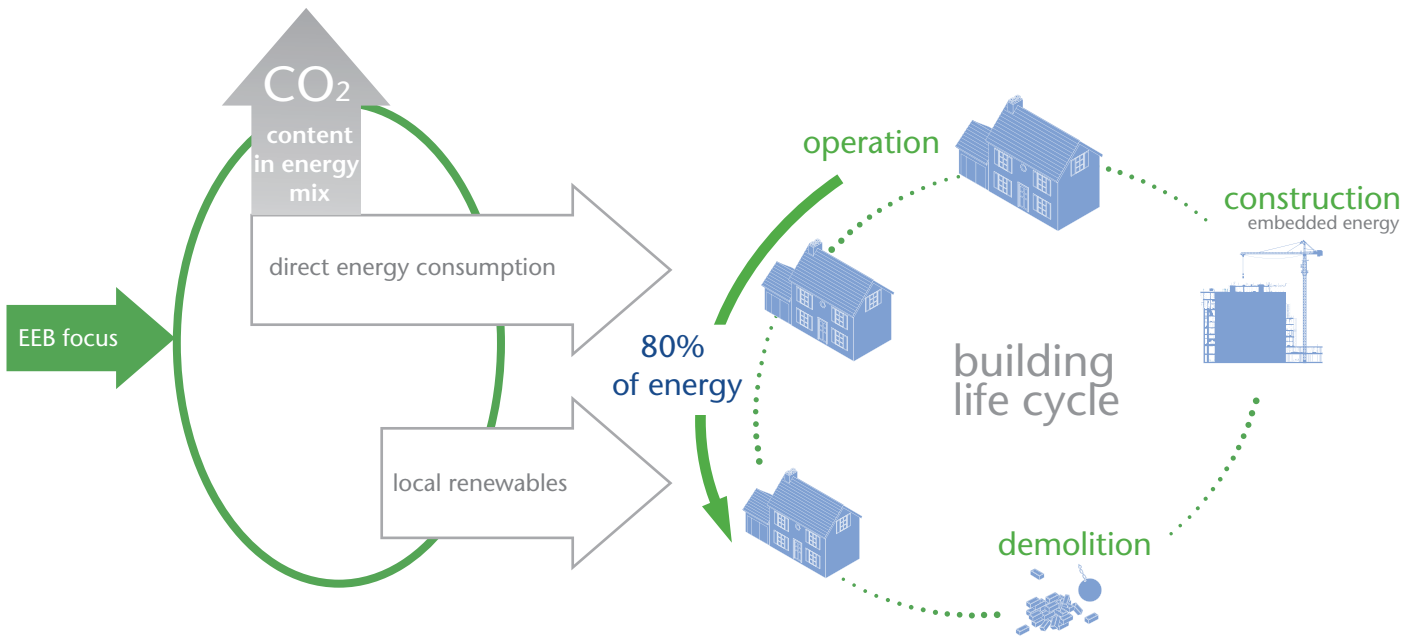 CO₂
content
in energy
mix
direct energy consumption
EEB focus
local renewables
operation
80%
of energy
construction
embedded energy
building
life cycle
demolition